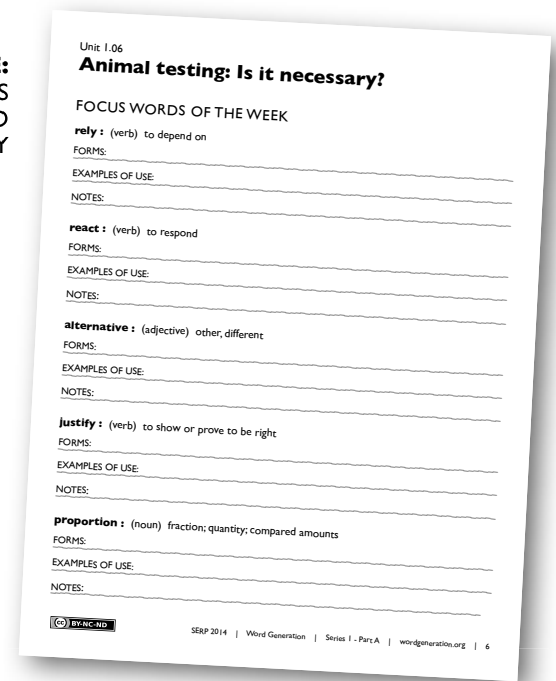 E:
S
O
Y
Unit 1.06
Animal testing: Is it necessary?
FOCUS WORDS OF THE WEEK
rely : (verb) to depend on
FORMS:
EXAMPLES OF USE:
NOTES:
react : (verb) to respond
FORMS:
EXAMPLES OF USE:
NOTES:
alternative : (adjective) other, different
FORMS:
EXAMPLES OF USE:
NOTES:
justify : (verb) to show or prove to be right
FORMS:
EXAMPLES OF USE:
NOTES:
proportion : (noun) fraction; quantity; compared amounts
FORMS:
EXAMPLES OF USE:
NOTES:
cc BY-NC-ND
SERP 2014 | Word Generation | Series 1 - Part A | wordgeneration.org | 6